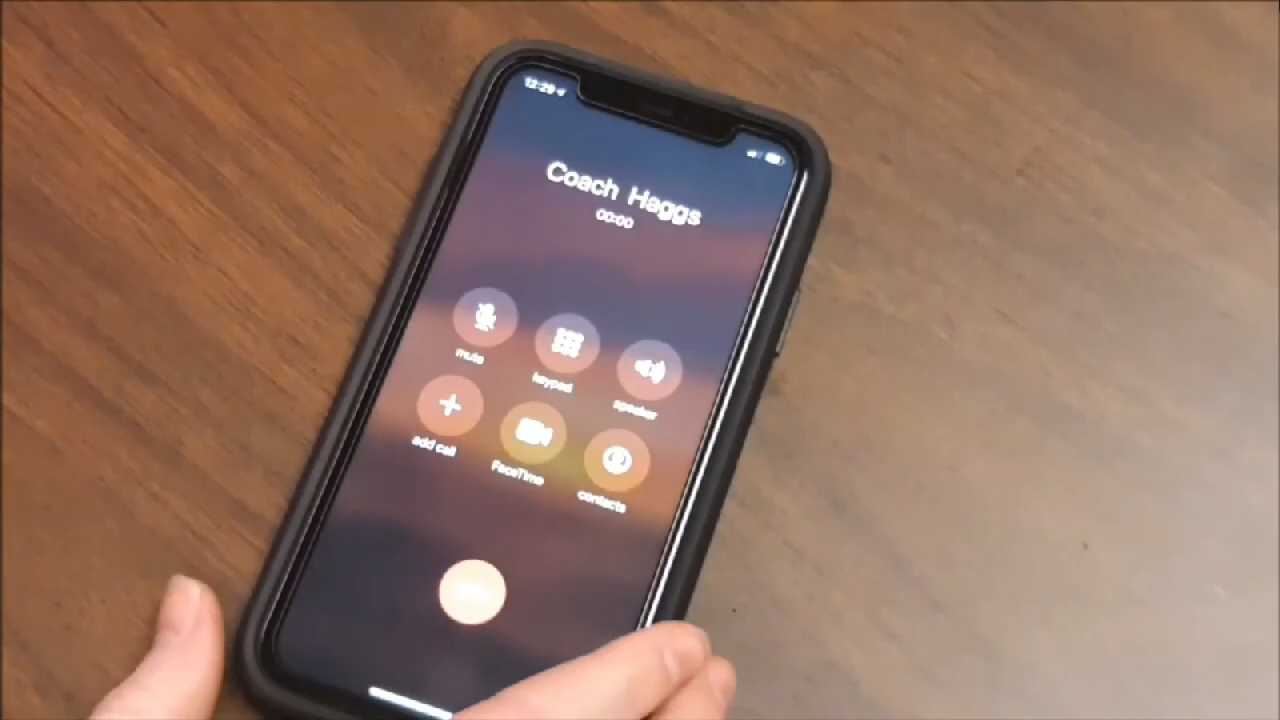 12:29
Coach Haggs
00:00
mute keypad speaker
add call FaceTime contacts